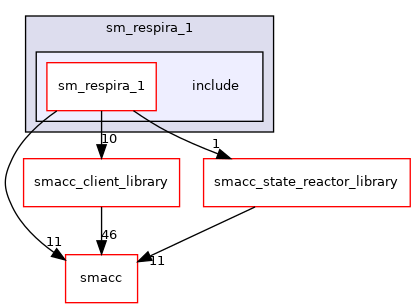 sm_respira_1
sm_respira_1
include
10
1
smacc_client_library
smacc_state_reactor_library
11
46
11
smacc